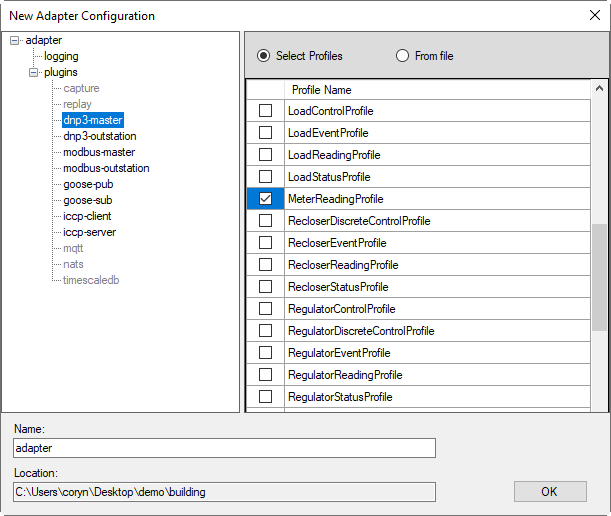 New Adapter Configuration
adapter
logging
plugins
capture
replay
dnp3-master
dnp3-outstation
modbus-master
modbus-outstation
goose-pub
goose-sub
iccp-client
iccp-server
mqtt
nats
timescaledb
Select Profiles
From file
Profile Name
LoadControlProfile
LoadEventProfile
LoadReadingProfile
LoadStatusProfile
MeterReadingProfile
RecloserDiscreteControlProfile
RecloserEventProfile
RecloserReadingProfile
RecloserStatusProfile
RegulatorControlProfile
RegulatorDiscreteControlProfile
RegulatorEventProfile
RegulatorReadingProfile
RegulatorStatusProfile
Name:
adapter
Location:
C:\Users\coryn\Desktop\demo\building
OK